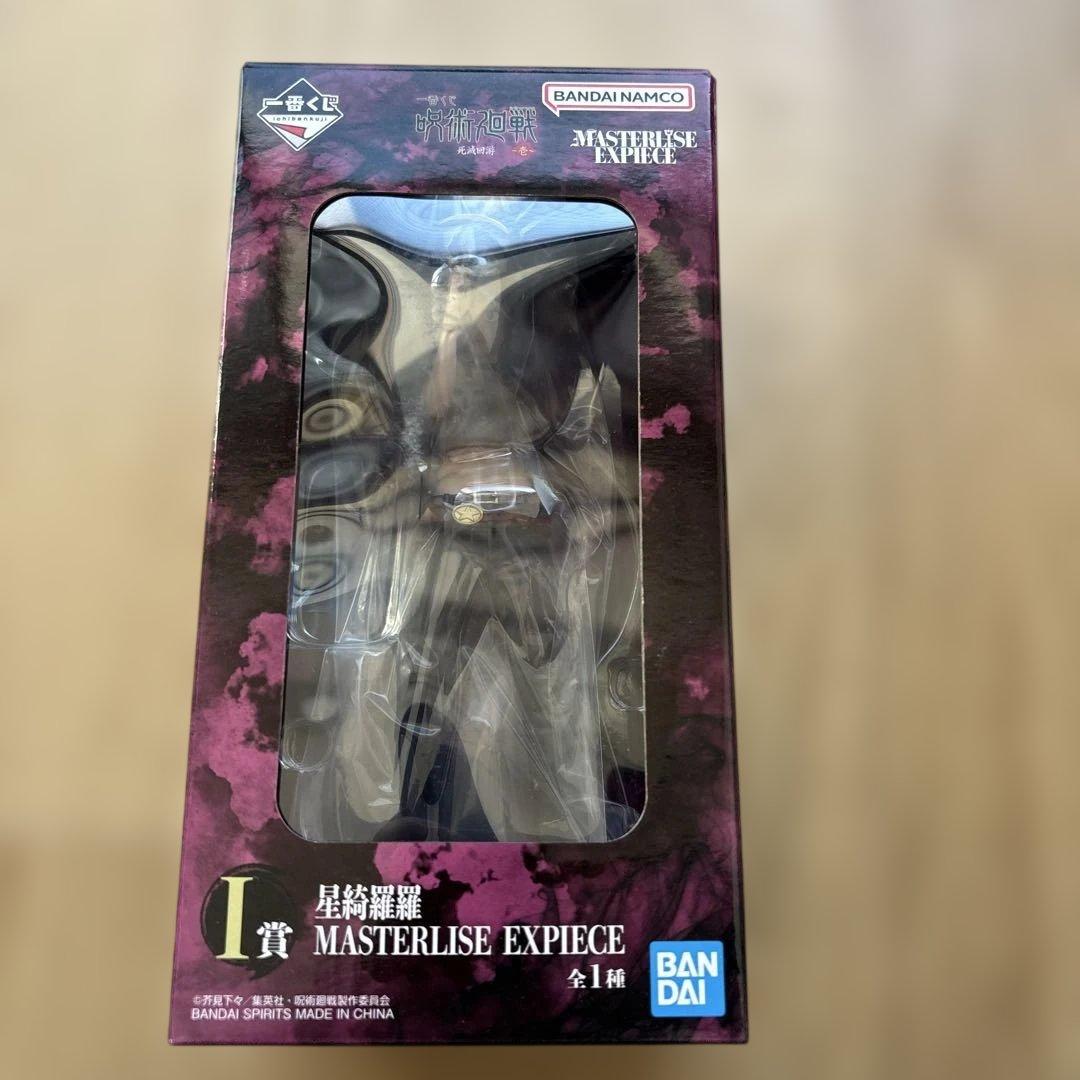 一番くじ
ichibankuji
一番くじ
呪術廻戦
死滅回游 ~壱~
BANDAI NAMCO
MASTERLISE
EXPIECE
I賞
星綺羅羅
MASTERLISE EXPIECE
全1種
BAN
DAI
©芥見下々／集英社・呪術廻戦製作委員会
BANDAI SPIRITS MADE IN CHINA